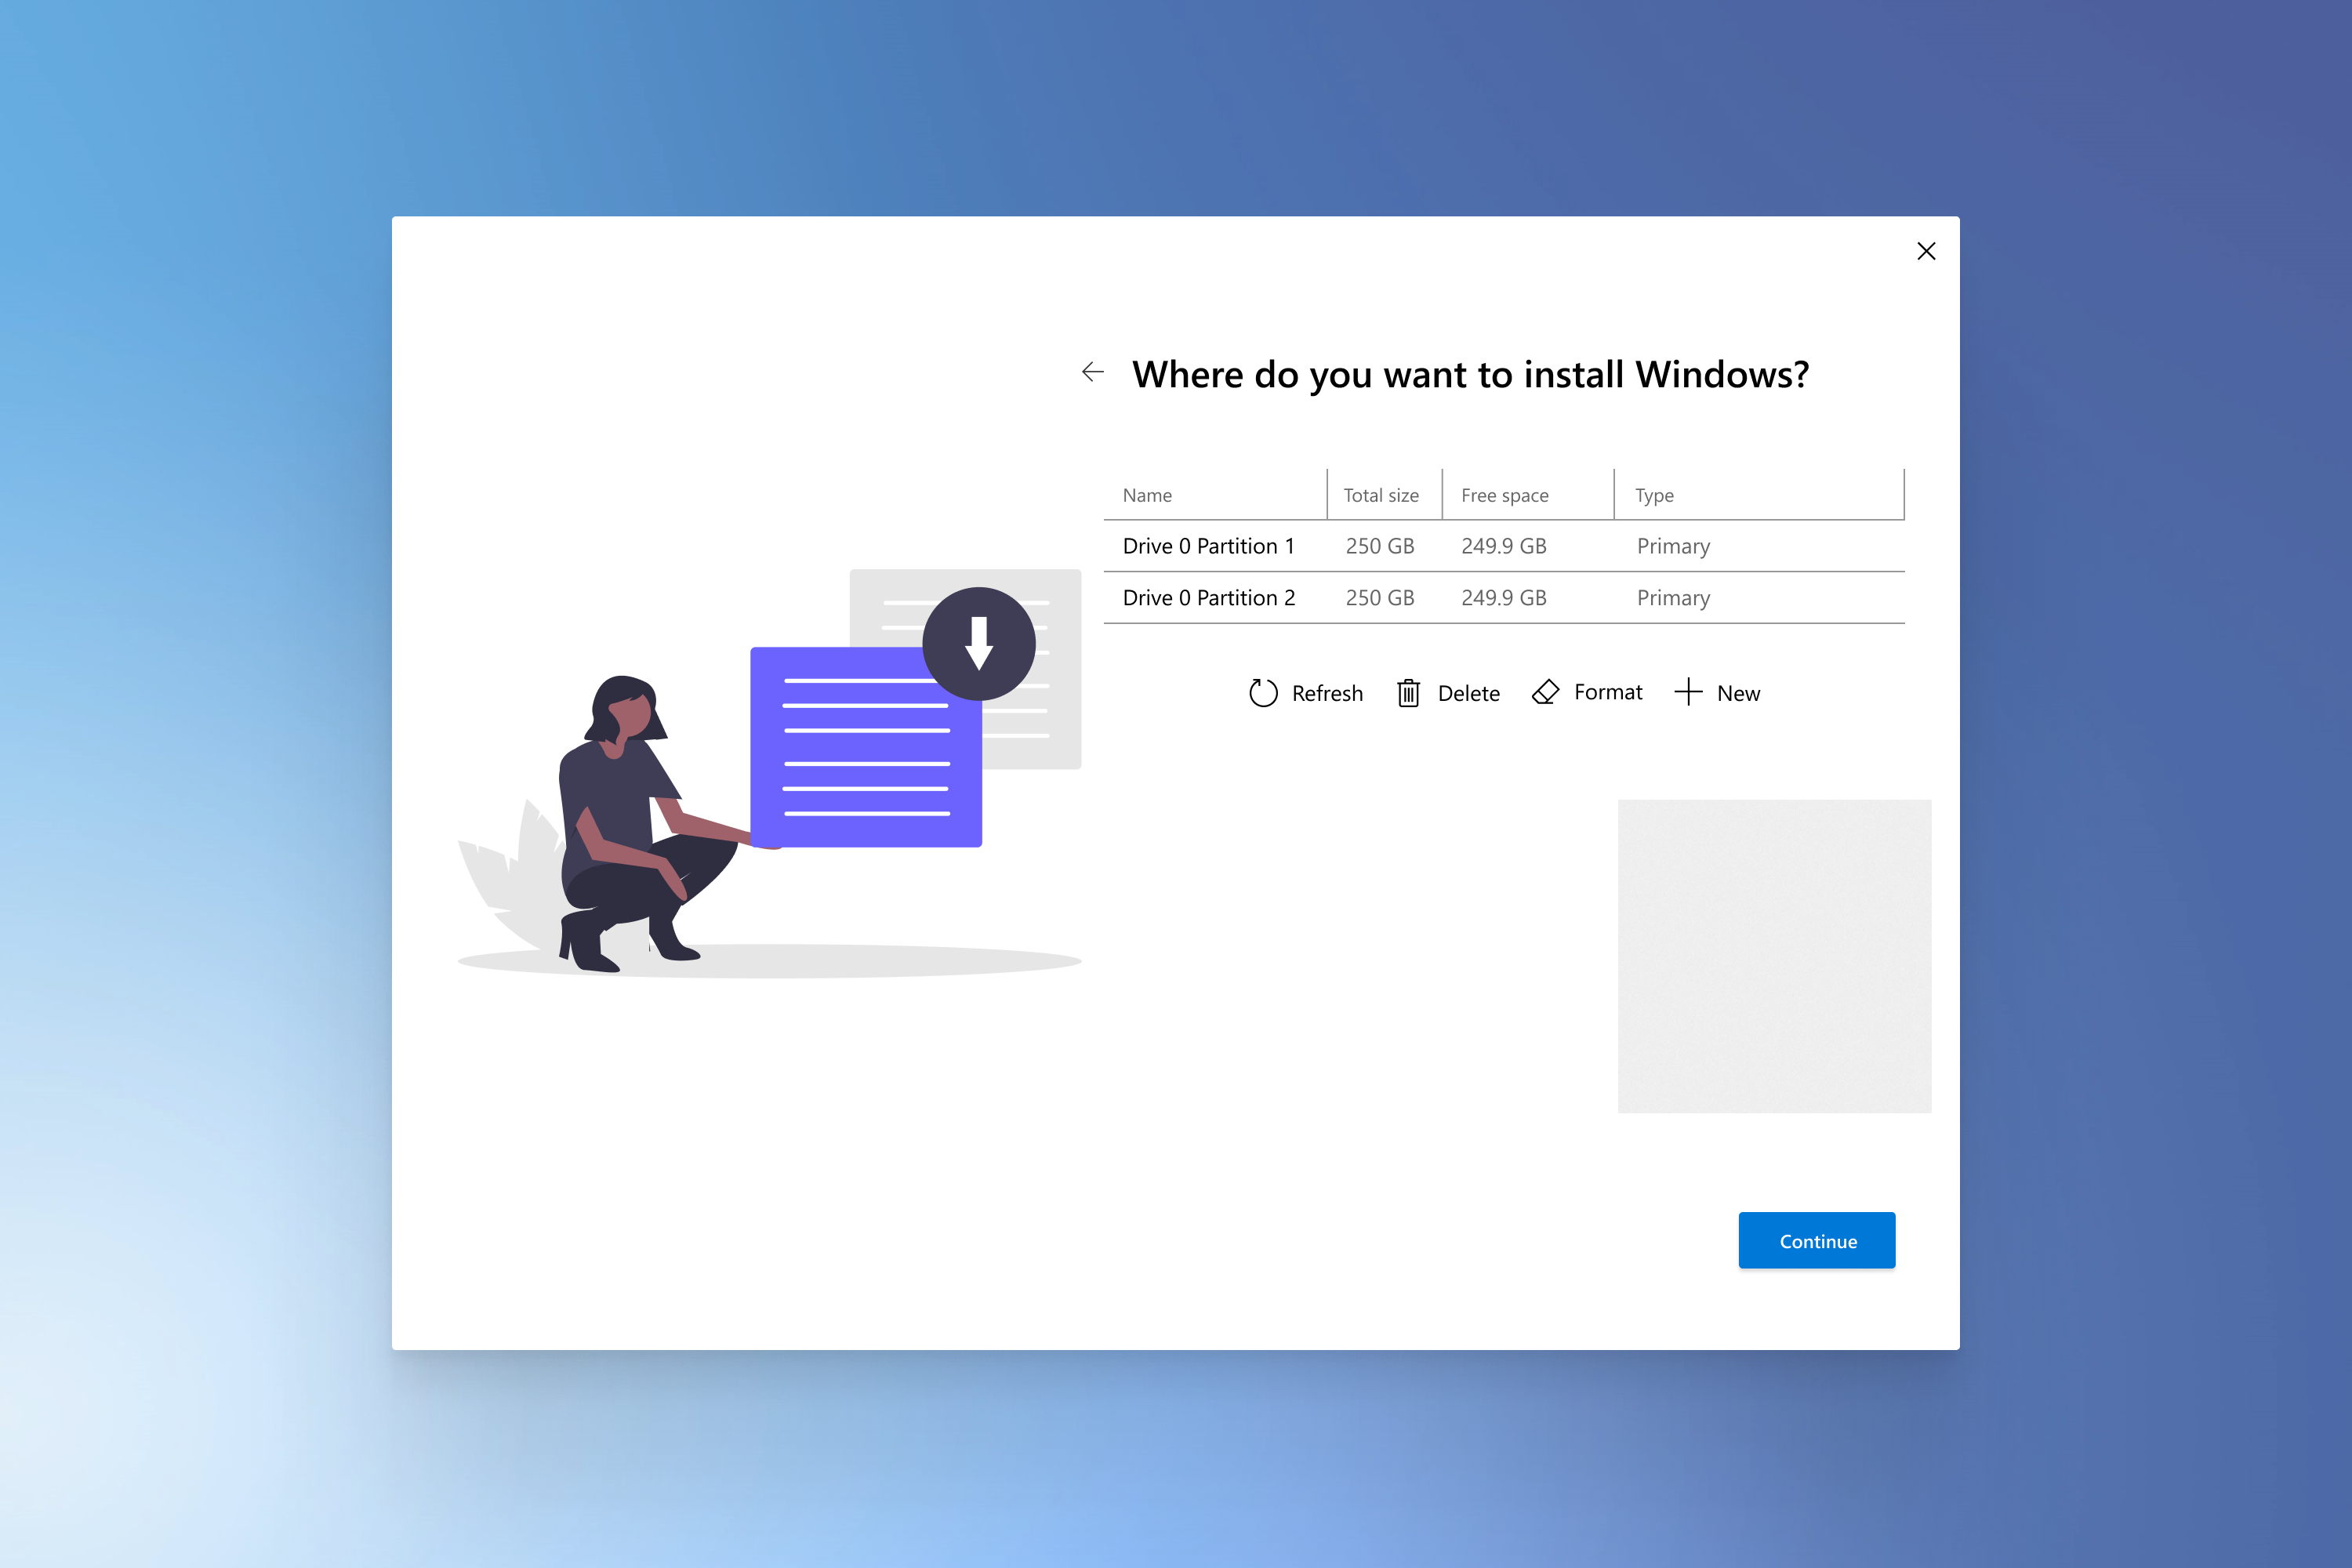 Where do you want to install Windows?
Name Total size Free space Type
Drive 0 Partition 1 250 GB 249.9 GB Primary
Drive 0 Partition 2 250 GB 249.9 GB Primary
Refresh Delete Format New
Continue